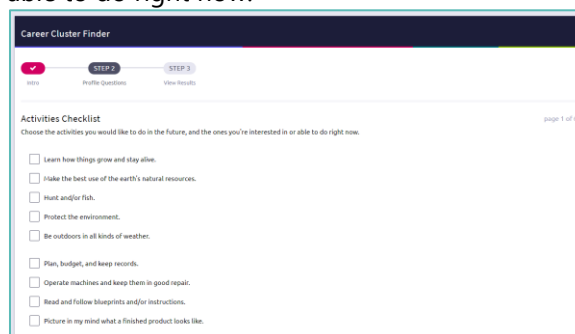 able to do right now.
Career Cluster Finder
STEP 2
STEP 3
Intro
Profile Questions
View Results
Activities Checklist
page 1 of
Choose the activities you would like to do in the future, and the ones you're interested in or able to do right now.
Learn how things grow and stay alive.
Make the best use of the earth's natural resources.
Hunt and/or fish.
Protect the environment.
Be outdoors in all kinds of weather.
Plan, budget, and keep records.
Operate machines and keep them in good repair.
Read and follow blueprints and/or instructions.
Picture in my mind what a finished product looks like.